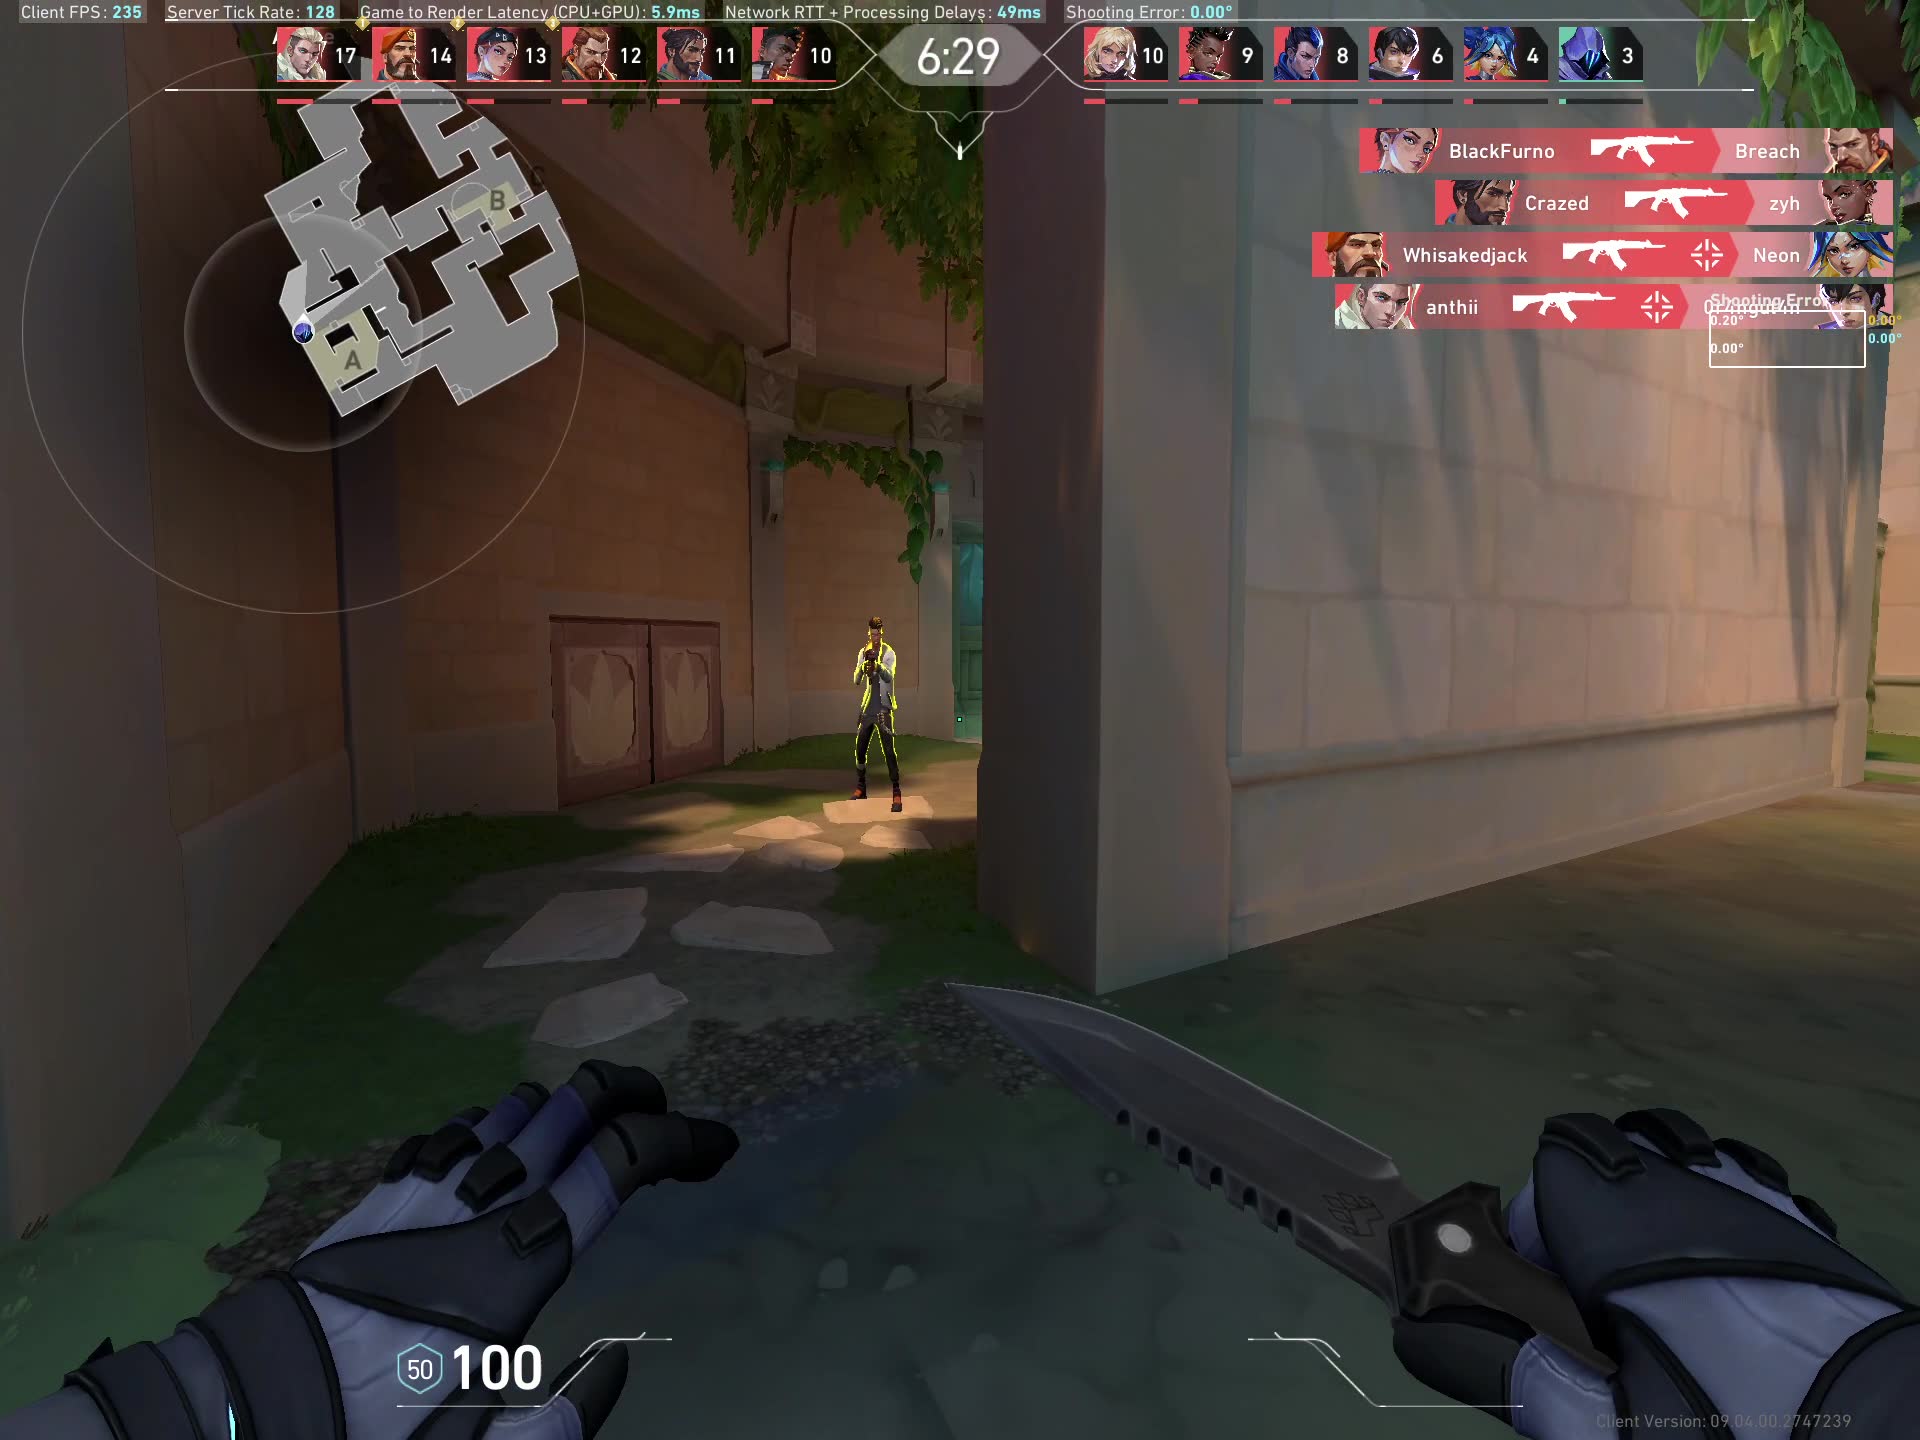 Client FPS: 235 Server Tick Rate: 128 Game to Render Latency (CPU+GPU): 5.9ms Network RTT + Processing Delays: 49ms Shooting Error: 0.00°
17 14 13 12 11 10 6:29 10 9 8 6 4 3
BlackFurno Breach
Crazed zyh
Whisakedjack Neon
anthii
Shooting Error
0.20° 0.00°
0.00°
0.00°
C
B
A
50 100
Client Version: 09.04.00.2747239